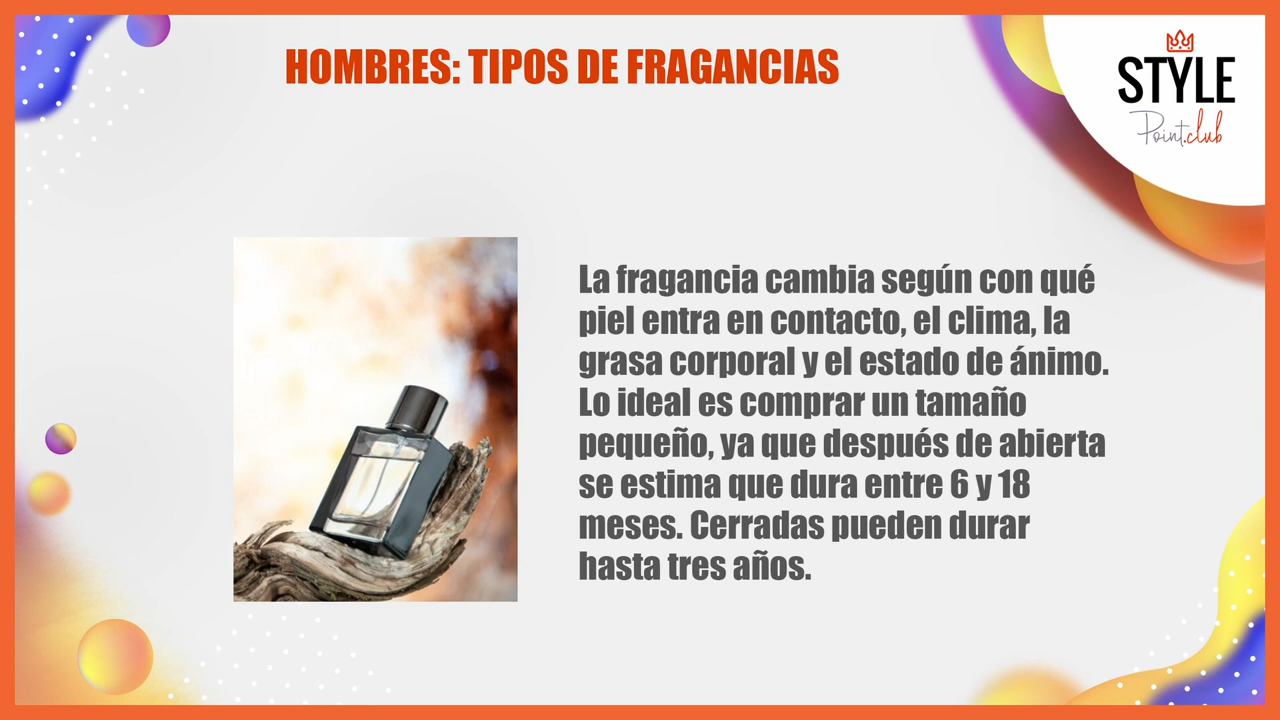 HOMBRES: TIPOS DE FRAGANCIAS
STYLE
Point.club
La fragancia cambia según con qué
piel entra en contacto, el clima, la
grasa corporal y el estado de ánimo.
Lo ideal es comprar un tamaño
pequeño, ya que después de abierta
se estima que dura entre 6 y 18
meses. Cerradas pueden durar
hasta tres años.